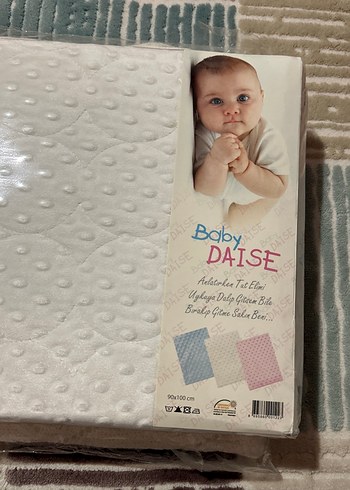 Baby
DAISE
Anlatırken Tut Elimi
Uykuya Dalıp Gitsem Bile
Bırakıp Gitme Sakın Beni...
90x100 cm